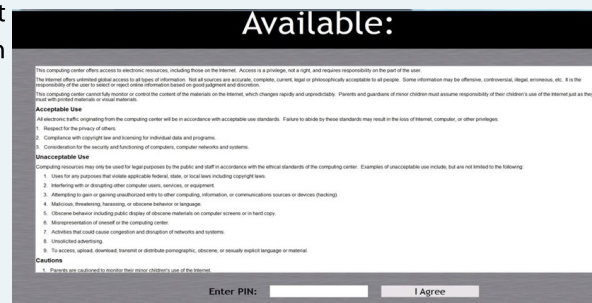 t
n
Available:
This computing center offers access to electronic resources, including those on the Internet. Access is a privilege, not a right, and requires responsibility on the part of the user.
The Internet offers unlimited global access to all types of information. Not all sources are accurate, complete, current, legal or philosophically acceptable to all people. Some information may be offensive, controversial, illegal, erroneous, etc. It is the
responsibility of the user to select or reject online information based on good judgment and discretion.
This computing center cannot fully monitor or control the content of the materials on the Internet, which changes rapidly and unpredictably. Parents and guardians of minor children must assume responsibility of their children's use of the Internet just as they
must with printed materials or visual materials.
Acceptable Use
All electronic traffic originating from the computing center will be in accordance with acceptable use standards. Failure to abide by these standards may result in the loss of Internet, computer, or other privileges.
1. Respect for the privacy of others.
2. Compliance with copyright law and licensing for individual data and programs.
3. Consideration for the security and functioning of computers, computer networks and systems.
Unacceptable Use
Computing resources may only be used for legal purposes by the public and staff in accordance with the ethical standards of the computing center. Examples of unacceptable use include, but are not limited to the following:
1. Uses for any purposes that violate applicable federal, state, or local laws including copyright laws.
2. Interfering with or disrupting other computer users, services, or equipment.
3. Attempting to gain or gaining unauthorized entry to other computing, information, or communications sources or devices (hacking).
4. Malicious, threatening, harassing, or obscene behavior or language.
5. Obscene behavior including public display of obscene materials on computer screens or in hard copy.
6. Misrepresentation of oneself or the computing center.
7. Activities that could cause congestion and disruption of networks and systems.
8. Unsolicited advertising.
9. To access, upload, download, transmit or distribute pornographic, obscene, or sexually explicit language or material.
Cautions
1. Parents are cautioned to monitor their minor children's use of the Internet.
Enter PIN:
I Agree